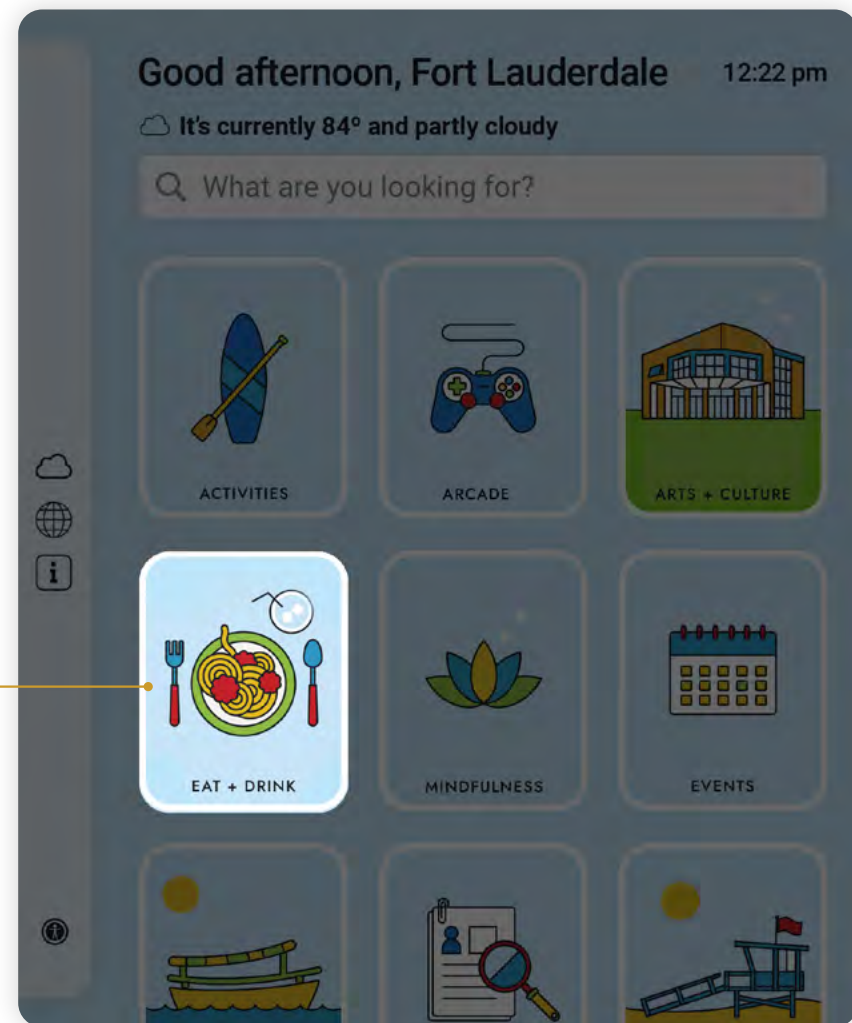 Good afternoon, Fort Lauderdale 12:22 pm
It's currently 84º and partly cloudy
What are you looking for?
ACTIVITIES ARCADE ARTS + CULTURE
EAT + DRINK MINDFULNESS EVENTS